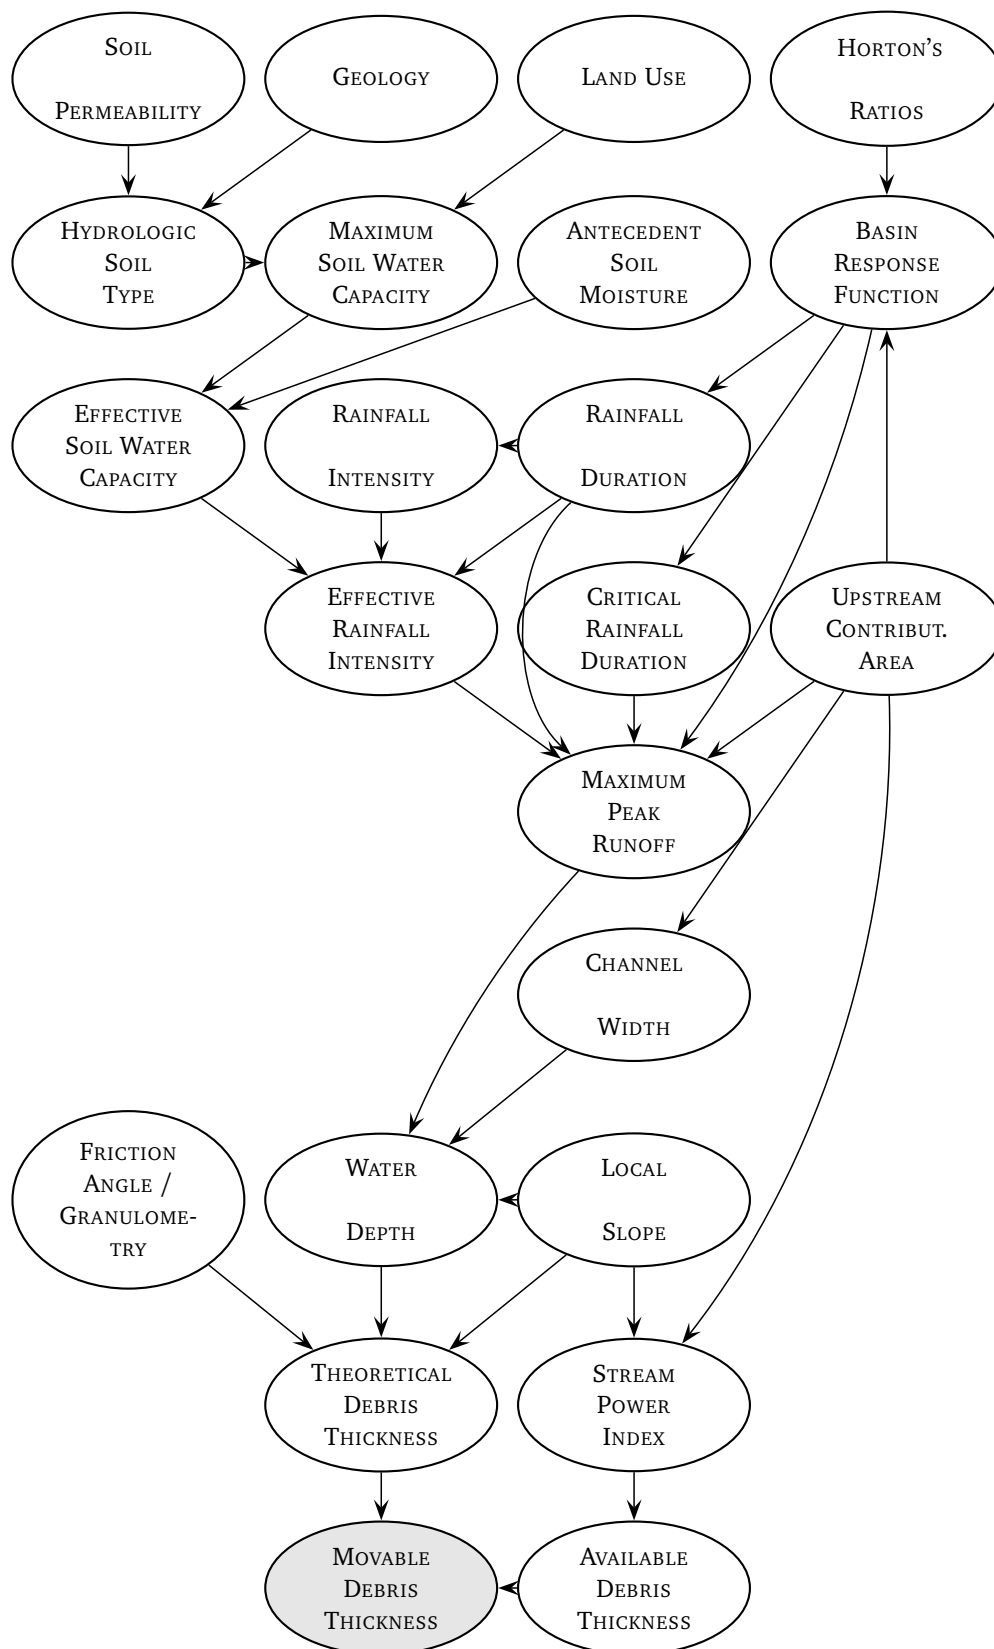 Soil
Permeability
Geology
Land Use
Horton's
Ratios
Hydrologic
Soil
Type
Maximum
Soil Water
Capacity
Antecedent
Soil
Moisture
Basin
Response
Function
Effective
Soil Water
Capacity
Rainfall
Intensity
Rainfall
Duration
Effective
Rainfall
Intensity
Critical
Rainfall
Duration
Upstream
Contribut.
Area
Maximum
Peak
Runoff
Channel
Width
Friction
Angle /
Granulome-
try
Water
Depth
Local
Slope
Theoretical
Debris
Thickness
Stream
Power
Index
Movable
Debris
Thickness
Available
Debris
Thickness